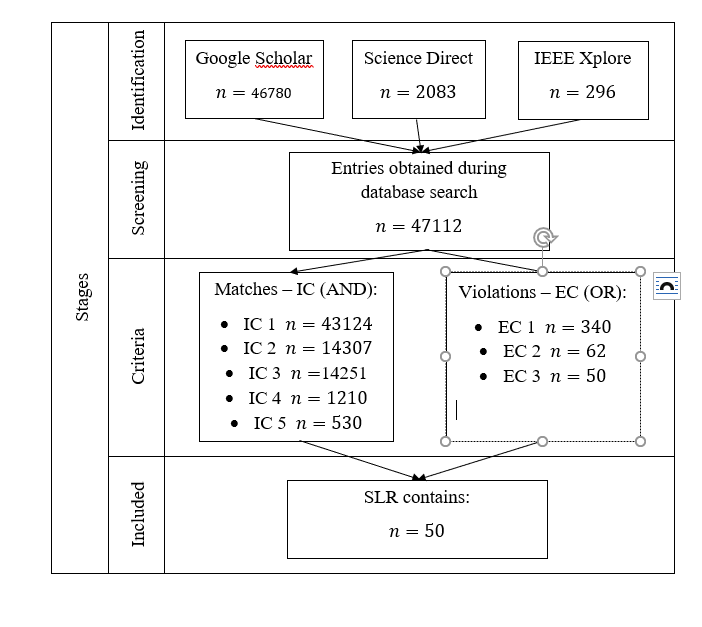 Stages
Identification
Google Scholar
n = 46780
Science Direct
n = 2083
IEEE Xplore
n = 296
Screening
Entries obtained during
database search
n = 47112
Criteria
Matches – IC (AND):
• IC 1 n = 43124
• IC 2 n = 14307
• IC 3 n =14251
• IC 4 n = 1210
• IC 5 n = 530
Violations – EC (OR):
• EC 1 n = 340
• EC 2 n = 62
• EC 3 n = 50
Included
SLR contains:
n = 50